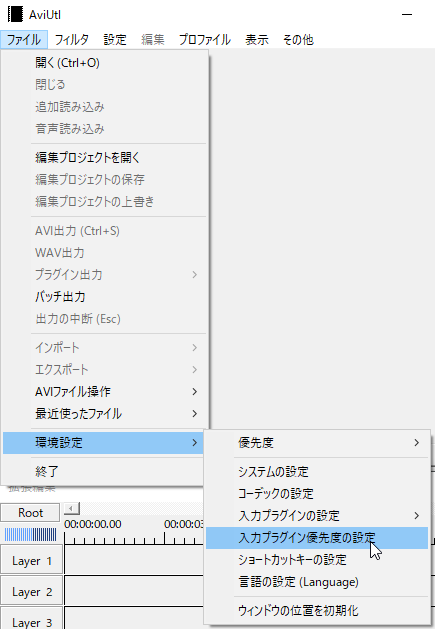 AviUtl
ファイル フィルタ 設定 編集 プロファイル 表示 その他
開く (Ctrl+O)
閉じる
追加読み込み
音声読み込み
編集プロジェクトを開く
編集プロジェクトの保存
編集プロジェクトの上書き
AVI出力 (Ctrl+S)
WAV出力
プラグイン出力
バッチ出力
出力の中断 (Esc)
インポート
エクスポート
AVIファイル操作
最近使ったファイル
環境設定
終了
優先度
システムの設定
コーデックの設定
入力プラグインの設定
入力プラグイン優先度の設定
ショートカットキーの設定
言語の設定 (Language)
ウィンドウの位置を初期化
拡張編集
Root
00:00:00.00 00:00:03
Layer 1
Layer 2
Layer 3